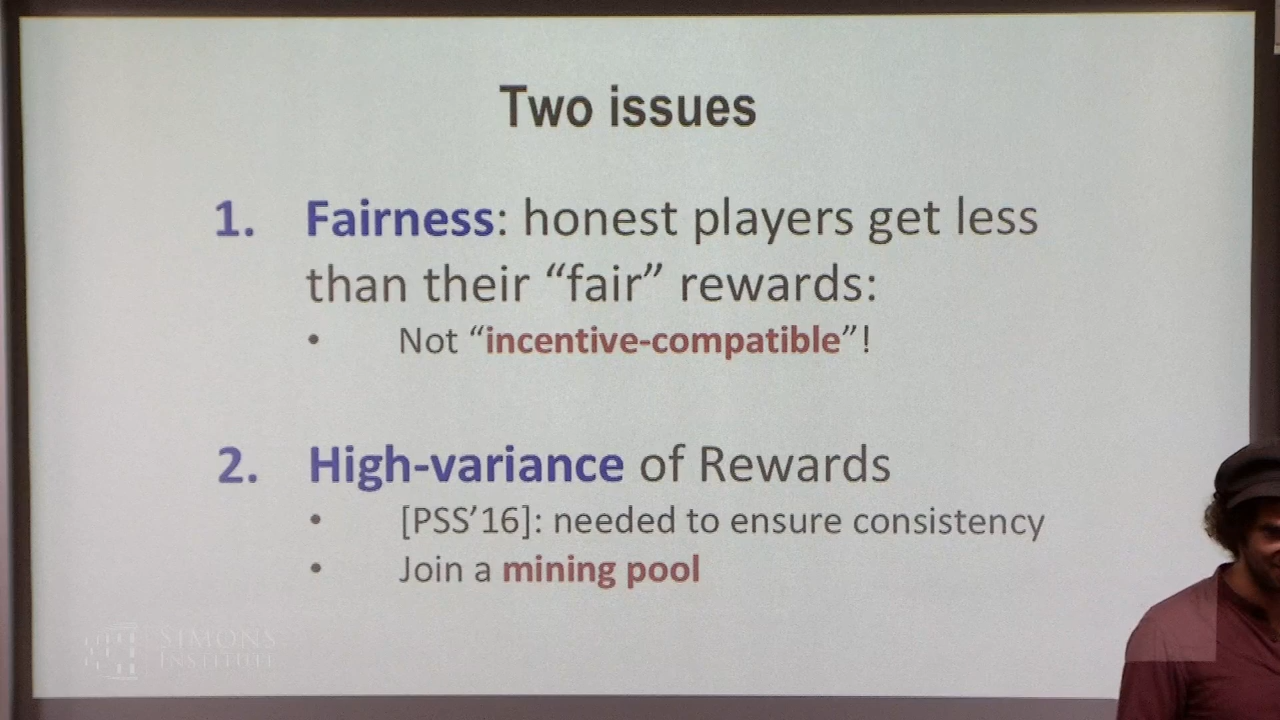 Two issues
1. Fairness: honest players get less
than their “fair” rewards:
• Not “incentive-compatible”!
2. High-variance of Rewards
• [PSS’16]: needed to ensure consistency
• Join a mining pool
SIMONS
INSTITUTE